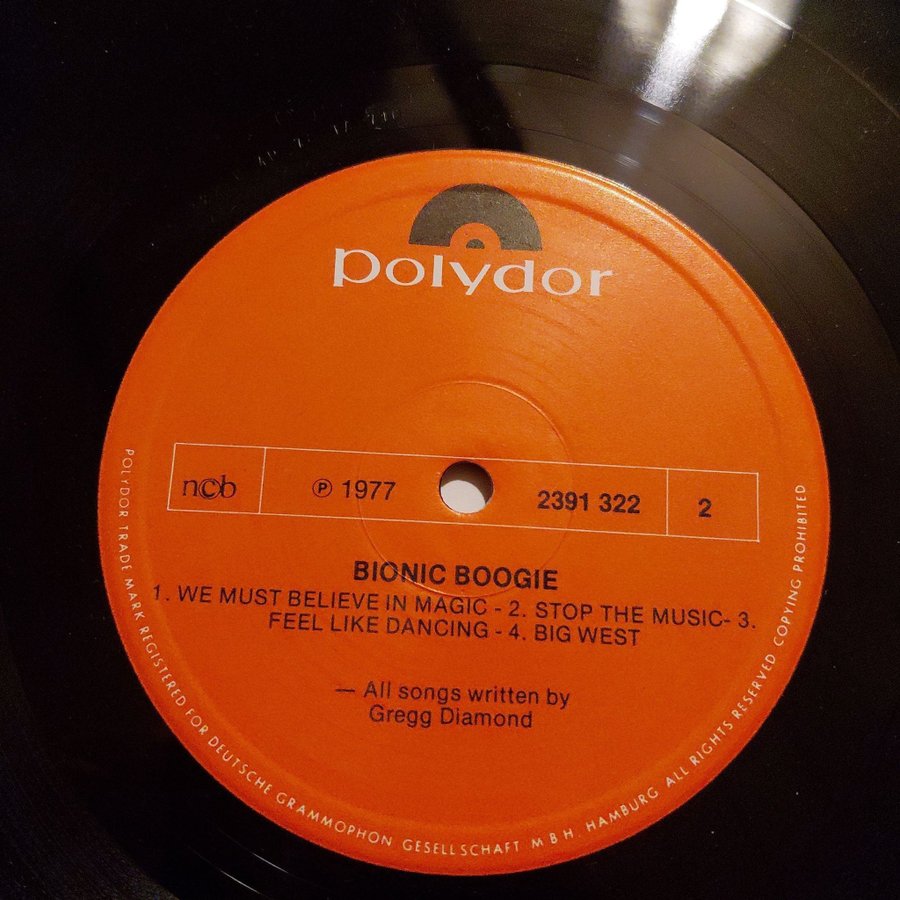 polydor
ncb
℗ 1977
2391 322
2
BIONIC BOOGIE
1. WE MUST BELIEVE IN MAGIC - 2. STOP THE MUSIC- 3.
FEEL LIKE DANCING - 4. BIG WEST
— All songs written by
Gregg Diamond
POLYDOR TRADE MARK REGISTERED FOR DEUTSCHE GRAMMOPHON GESELLSCHAFT M B H. HAMBURG ALL RIGHTS RESERVED COPYING PROHIBITED